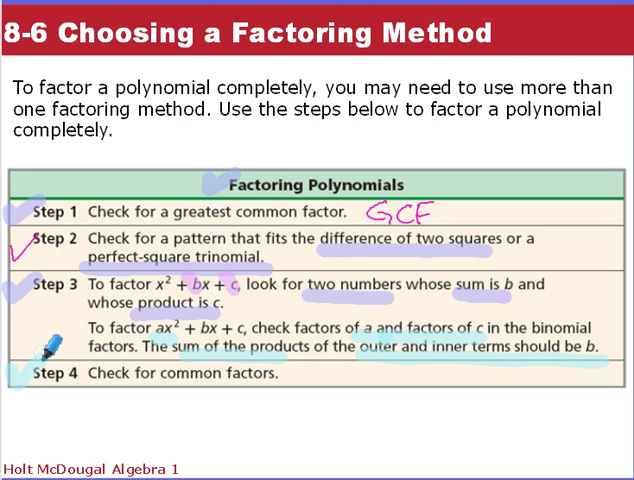 8-6 Choosing a Factoring Method
To factor a polynomial completely, you may need to use more than
one factoring method. Use the steps below to factor a polynomial
completely.
Factoring Polynomials
Step 1 Check for a greatest common factor. GCF
Step 2 Check for a pattern that fits the difference of two squares or a
perfect-square trinomial.
Step 3 To factor x² + bx + c, look for two numbers whose sum is b and
whose product is c.
To factor ax² + bx + c, check factors of a and factors of c in the binomial
factors. The sum of the products of the outer and inner terms should be b.
Step 4 Check for common factors.
Holt McDougal Algebra 1